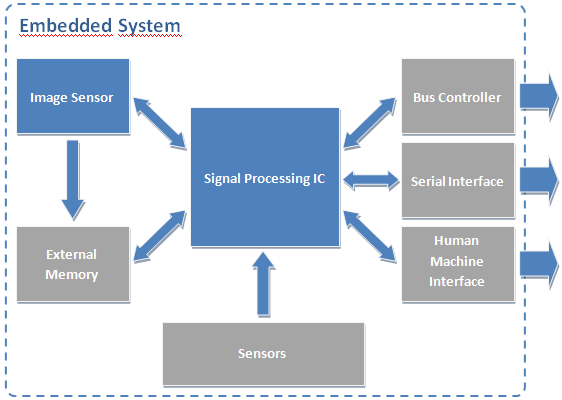 Embedded System
Image Sensor
Bus Controller
Signal Processing IC
Serial Interface
External
Memory
Human
Machine
Interface
Sensors